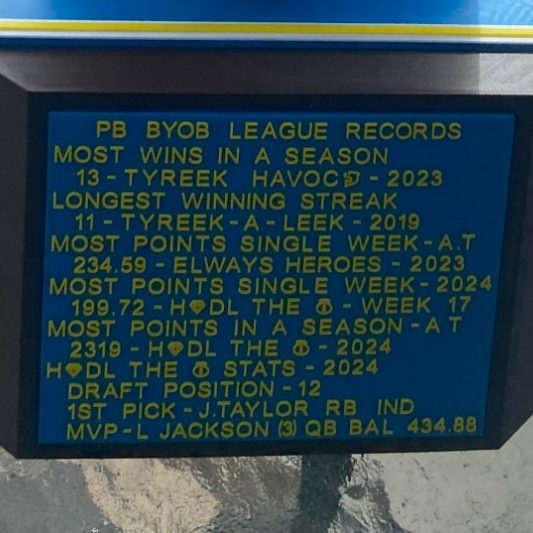 PB BYOB LEAGUE RECORDS
MOST WINS IN A SEASON
13 - TYREEK HAVOC - 2023
LONGEST WINNING STREAK
11 - TYREEK - A - LEEK - 2019
MOST POINTS SINGLE WEEK - A.T
234.59 - ELWAYS HEROES - 2023
MOST POINTS SINGLE WEEK - 2024
199.72 - H💎DL THE - WEEK 17
MOST POINTS IN A SEASON - A T
2319 - H💎DL THE - 2024
H💎DL THE STATS - 2024
DRAFT POSITION - 12
1ST PICK - J.TAYLOR RB IND
MVP - L JACKSON (3) QB BAL 434.88